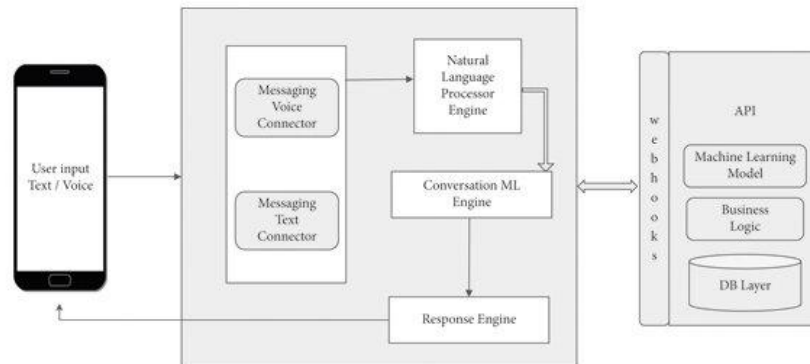 User input
Text / Voice
Messaging
Voice
Connector
Messaging
Text
Connector
Natural
Language
Processor
Engine
Conversation ML
Engine
Response Engine
webhooks
API
Machine Learning
Model
Business
Logic
DB Layer